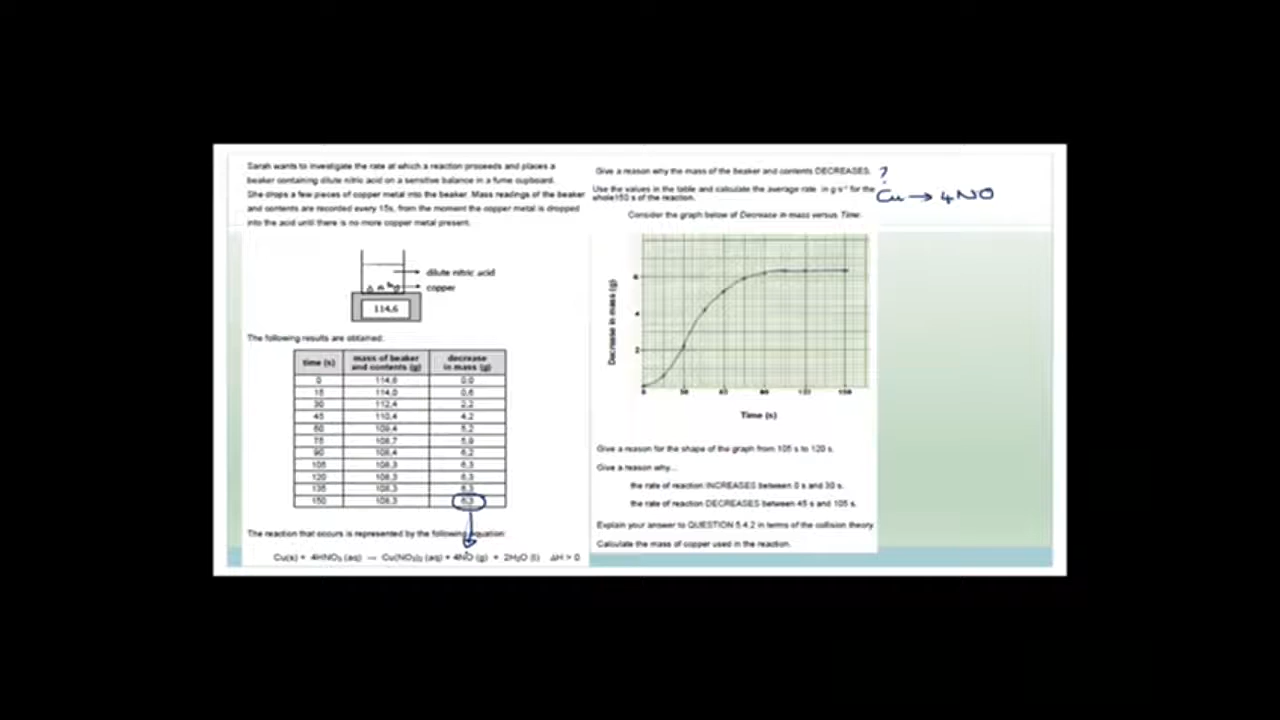 Sarah wants to investigate the rate at which a reaction proceeds and places a
beaker containing dilute nitric acid on a sensitive balance in a fume cupboard.
She drops a few pieces of copper metal into the beaker. Mass readings of the beaker
and contents are recorded every 15s, from the moment the copper metal is dropped
into the acid until there is no more copper metal present.
dilute nitric acid
copper
114,6
The following results are obtained:
time (s) mass of beaker and contents (g) decrease in mass (g)
0 114,6 0,0
15 114,0 0,6
30 112,4 2,2
45 110,4 4,2
60 109,4 5,2
75 108,7 5,9
90 108,4 6,2
105 108,3 6,3
120 108,3 6,3
135 108,3 6,3
150 108,3 6,3
The reaction that occurs is represented by the following equation:
Cu(s) + 4HNO₃ (aq) → Cu(NO₃)₂ (aq) + 4NO (g) + 2H₂O (l) ΔH > 0
Give a reason why the mass of the beaker and contents DECREASES. ?
Use the values in the table and calculate the average rate in g·s⁻¹ for the
whole150 s of the reaction.
Cu → 4NO
Consider the graph below of Decrease in mass versus Time.
Decrease in mass (g)
6
4
2
0
Time (s)
Give a reason for the shape of the graph from 105 s to 120 s.
Give a reason why...
the rate of reaction INCREASES between 0 s and 30 s.
the rate of reaction DECREASES between 45 s and 105 s.
Explain your answer to QUESTION 5.4.2 in terms of the collision theory.
Calculate the mass of copper used in the reaction.